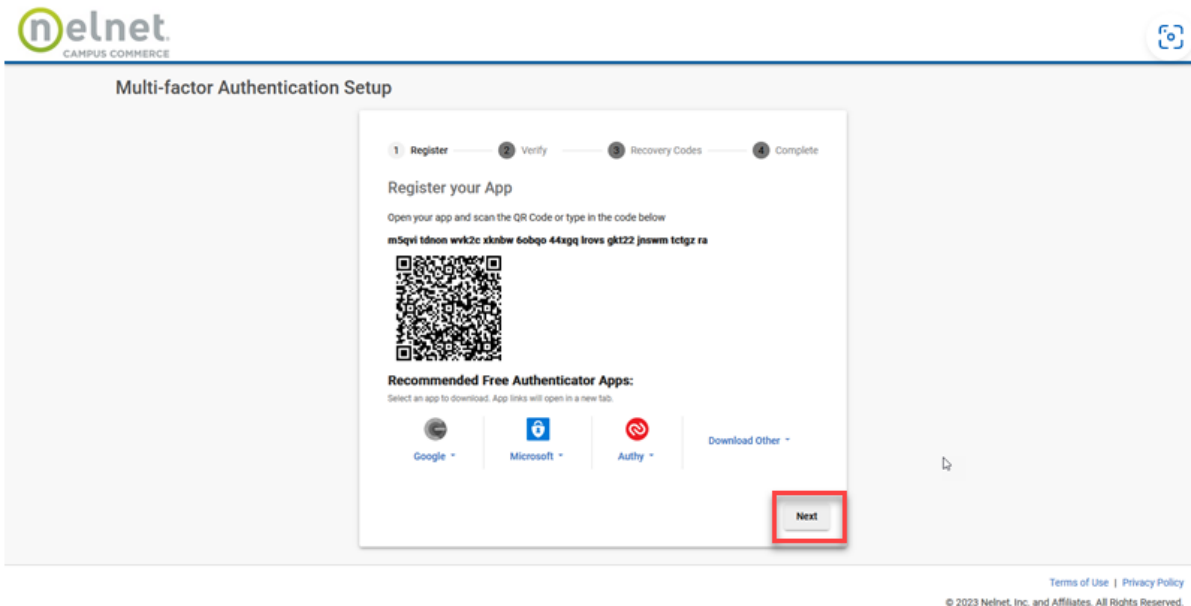 nelnet
CAMPUS COMMERCE
Multi-factor Authentication Setup
1 Register 2 Verify 3 Recovery Codes 4 Complete
Register your App
Open your app and scan the QR Code or type in the code below
m5qvi tdnon wvk2c xknbw 6obqo 44xgq lrovs gkt22 jnswm tctgz ra
Recommended Free Authenticator Apps:
Select an app to download. App links will open in a new tab.
Google Microsoft Authy Download Other
Next
Terms of Use | Privacy Policy
© 2023 Nelnet, Inc. and Affiliates. All Rights Reserved.